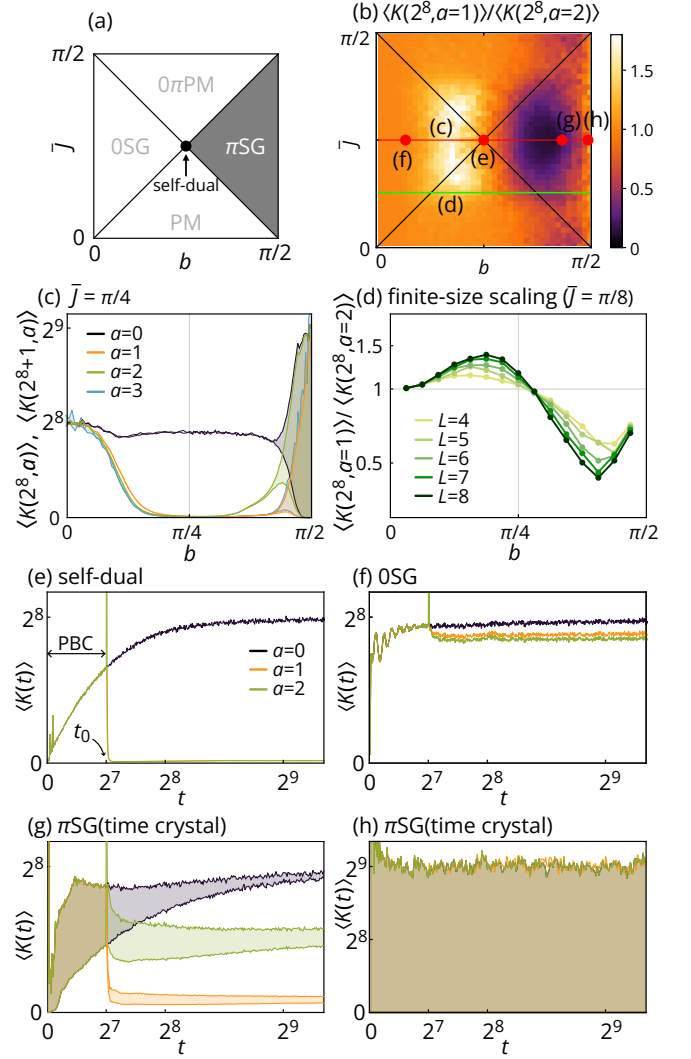 (a)
π/2
0πPM
J̄
0SG
πSG
self-dual
PM
0
0
b
π/2
(b) ⟨K(2⁸,a=1)⟩/⟨K(2⁸,a=2)⟩
π/2
J̄
(c)
(g)
(h)
(f)
(e)
(d)
0
0
b
π/2
1.5
1.0
0.5
0
(c) J̄ = π/4
⟨K(2⁸,a)⟩, ⟨K(2⁸+1,a)⟩
2⁹
2⁸
0
a=0
a=1
a=2
a=3
0
π/4
π/2
b
(d) finite-size scaling (J̄ = π/8)
⟨K(2⁸,a=1)⟩/⟨K(2⁸,a=2)⟩
1.5
1
0.5
L=4
L=5
L=6
L=7
L=8
0
π/4
π/2
b
(e) self-dual
⟨K(t)⟩
2⁸
0
PBC
a=0
a=1
a=2
t₀
2⁷
2⁸
2⁹
t
(f) 0SG
⟨K(t)⟩
2⁸
0
2⁷
2⁸
2⁹
t
(g) πSG(time crystal)
⟨K(t)⟩
2⁸
0
2⁷
2⁸
2⁹
t
(h) πSG(time crystal)
⟨K(t)⟩
2⁹
2⁸
0
2⁷
2⁸
2⁹
t